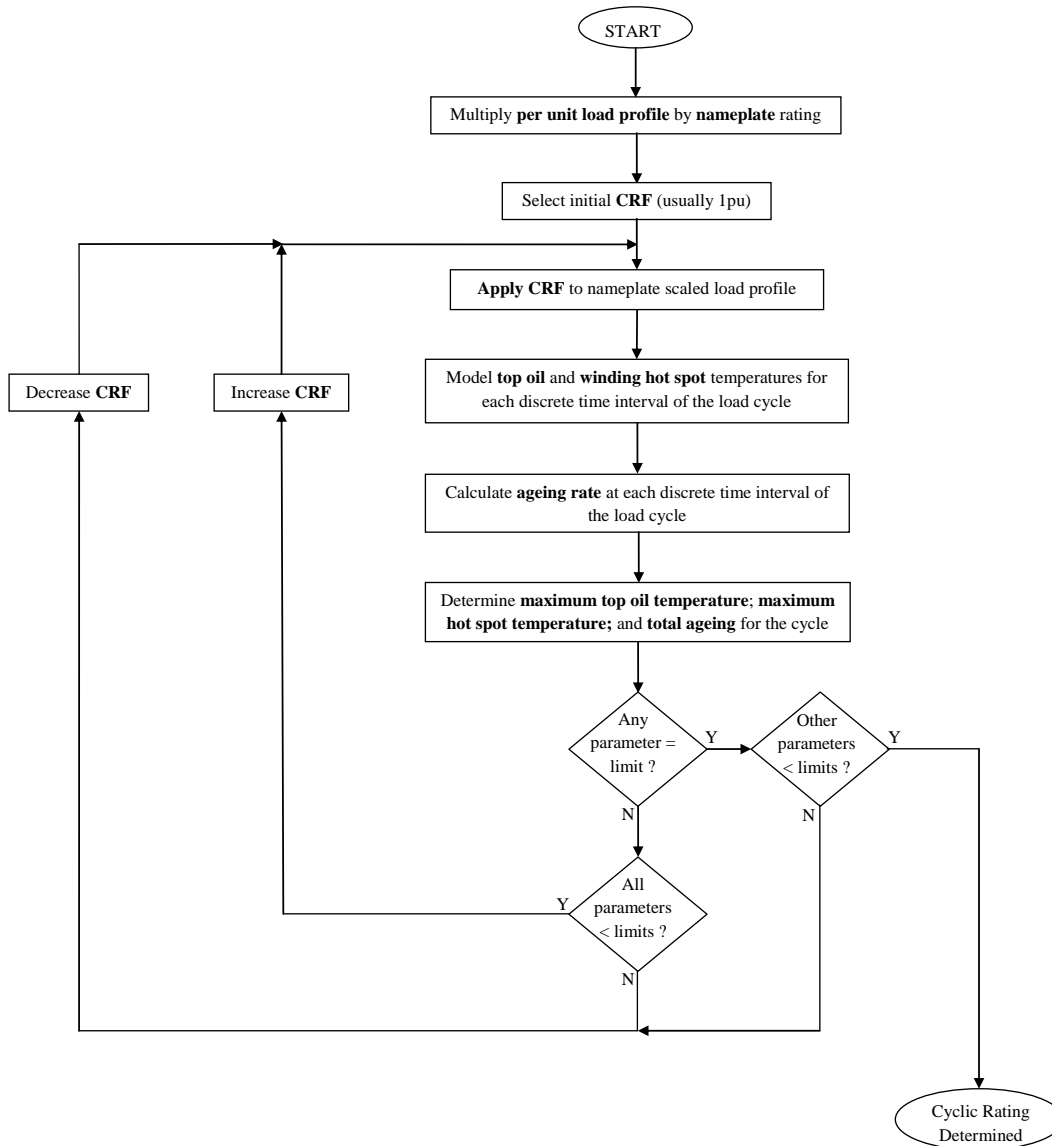 START
Multiply per unit load profile by nameplate rating
Select initial CRF (usually 1pu)
Apply CRF to nameplate scaled load profile
Decrease CRF
Increase CRF
Model top oil and winding hot spot temperatures for
each discrete time interval of the load cycle
Calculate ageing rate at each discrete time interval of
the load cycle
Determine maximum top oil temperature; maximum
hot spot temperature; and total ageing for the cycle
Any
parameter =
limit ?
Y
N
Other
parameters
< limits ?
Y
N
All
parameters
< limits ?
Y
N
Cyclic Rating
Determined